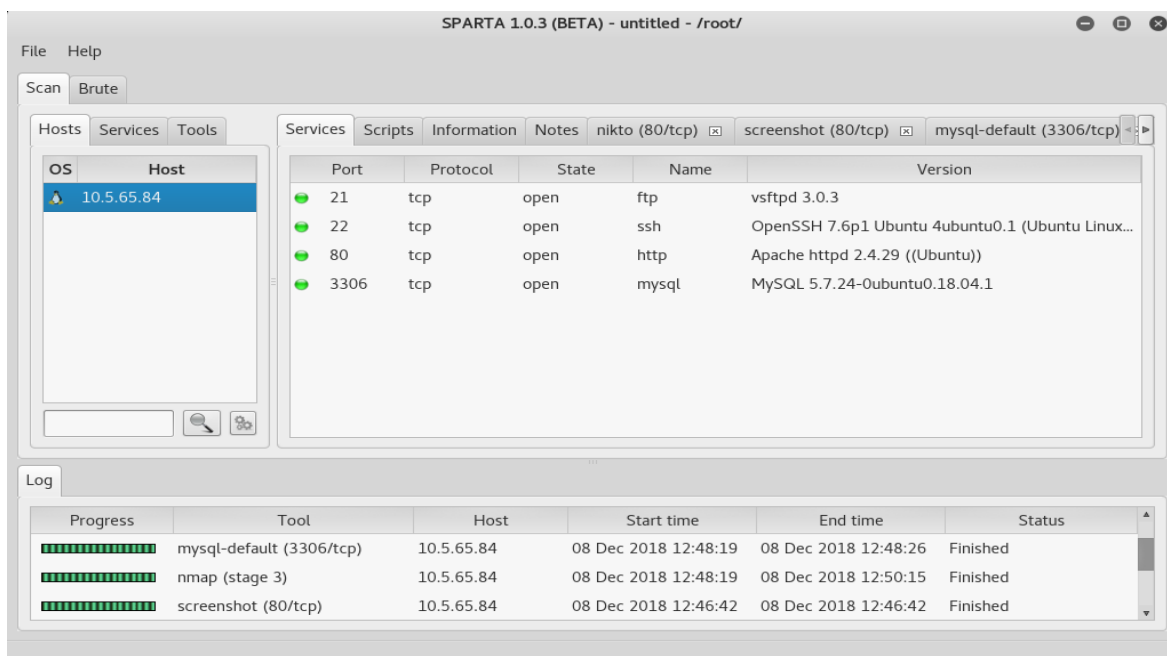 SPARTA 1.0.3 (BETA) - untitled - /root/
File Help
Scan Brute
Hosts Services Tools
Services Scripts Information Notes nikto (80/tcp) screenshot (80/tcp) mysql-default (3306/tcp)
OS Host
10.5.65.84
Port Protocol State Name Version
21 tcp open ftp vsftpd 3.0.3
22 tcp open ssh OpenSSH 7.6p1 Ubuntu 4ubuntu0.1 (Ubuntu Linux...
80 tcp open http Apache httpd 2.4.29 ((Ubuntu))
3306 tcp open mysql MySQL 5.7.24-0ubuntu0.18.04.1
Log
Progress Tool Host Start time End time Status
mysql-default (3306/tcp) 10.5.65.84 08 Dec 2018 12:48:19 08 Dec 2018 12:48:26 Finished
nmap (stage 3) 10.5.65.84 08 Dec 2018 12:48:19 08 Dec 2018 12:50:15 Finished
screenshot (80/tcp) 10.5.65.84 08 Dec 2018 12:46:42 08 Dec 2018 12:46:42 Finished